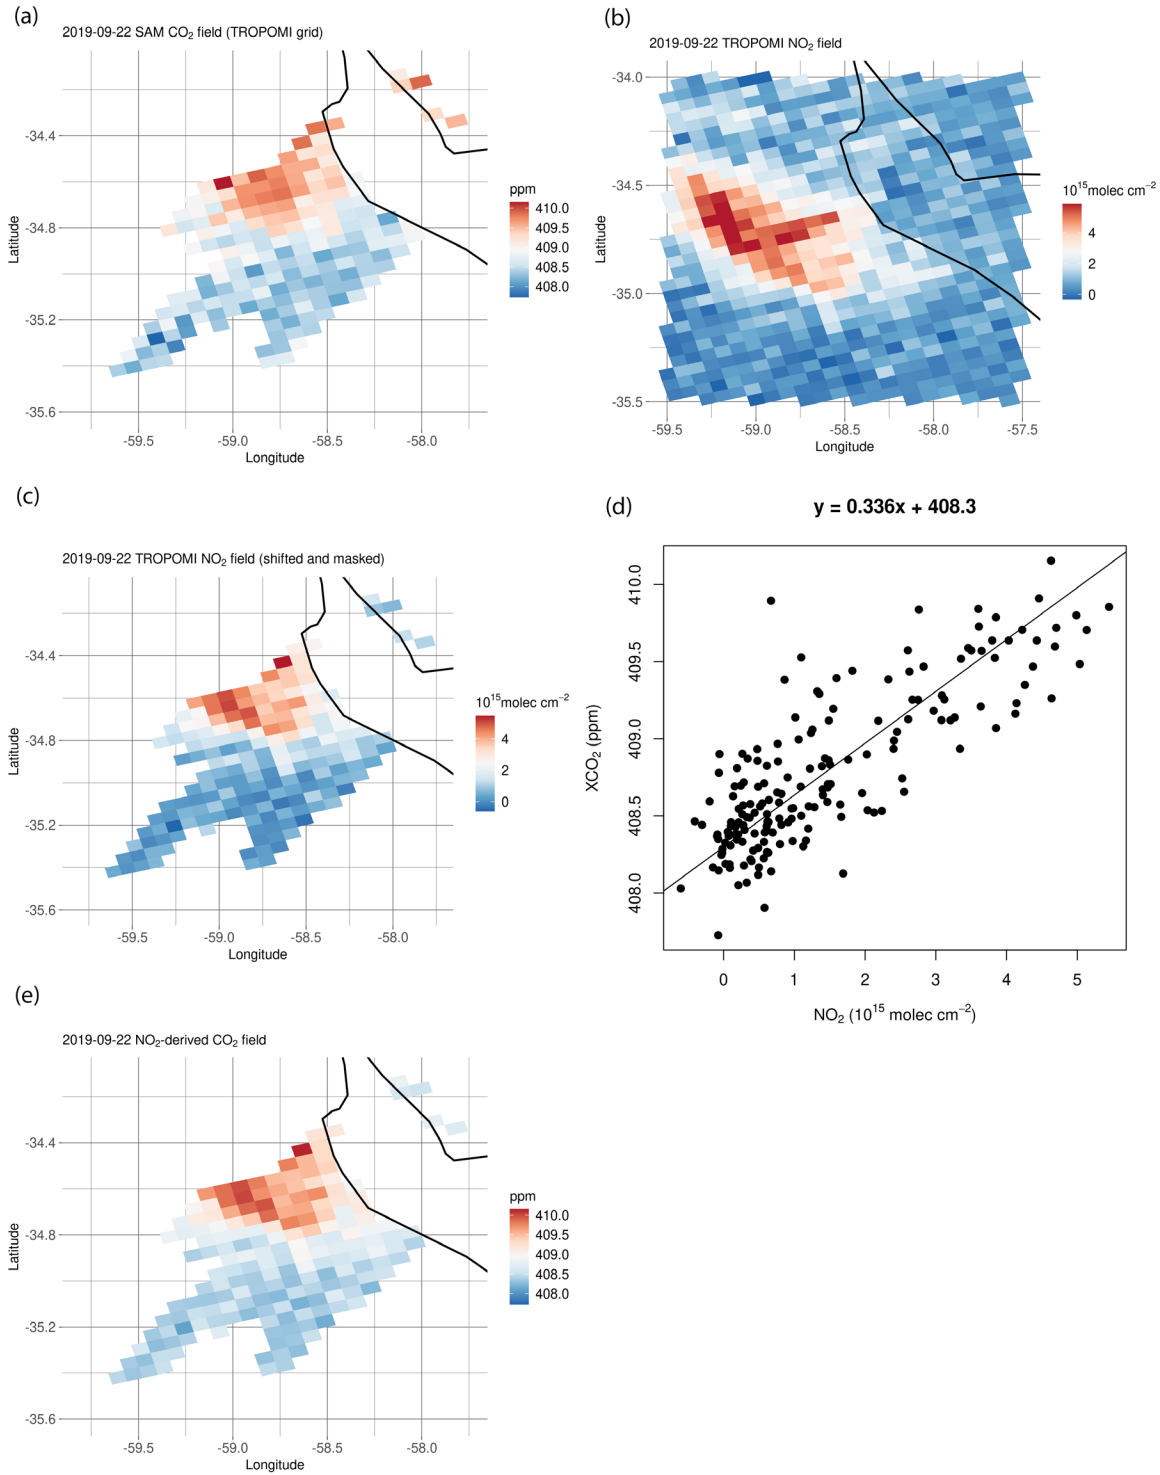 (a)
2019-09-22 SAM CO₂ field (TROPOMI grid)
-34.4
-34.8
-35.2
-35.6
Latitude
-59.5 -59.0 -58.5 -58.0
Longitude
ppm
410.0
409.5
409.0
408.5
408.0
(b)
2019-09-22 TROPOMI NO₂ field
-34.0
-34.5
-35.0
-35.5
Latitude
-59.5 -59.0 -58.5 -58.0 -57.5
Longitude
10¹⁵molec cm⁻²
4
2
0
(c)
2019-09-22 TROPOMI NO₂ field (shifted and masked)
-34.4
-34.8
-35.2
-35.6
Latitude
-59.5 -59.0 -58.5 -58.0
Longitude
10¹⁵molec cm⁻²
4
2
0
(d)
y = 0.336x + 408.3
410.0
409.5
409.0
408.5
408.0
XCO₂ (ppm)
0 1 2 3 4 5
NO₂ (10¹⁵ molec cm⁻²)
(e)
2019-09-22 NO₂-derived CO₂ field
-34.4
-34.8
-35.2
-35.6
Latitude
-59.5 -59.0 -58.5 -58.0
Longitude
ppm
410.0
409.5
409.0
408.5
408.0